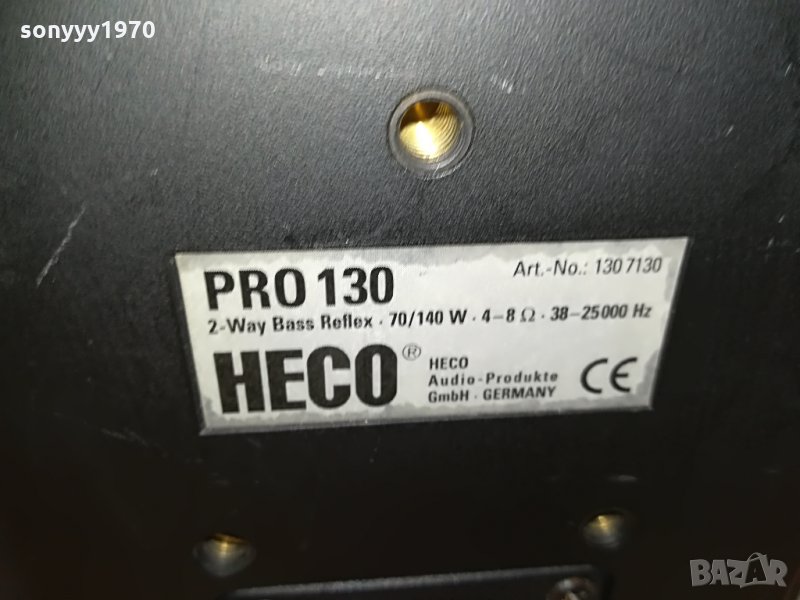 sonyyy1970
PRO 130
Art.-No.: 130 7130
2-Way Bass Reflex · 70/140 W · 4–8 Ω · 38–25000 Hz
HECO®
HECO
Audio-Produkte
GmbH · GERMANY
CE
BAZAR